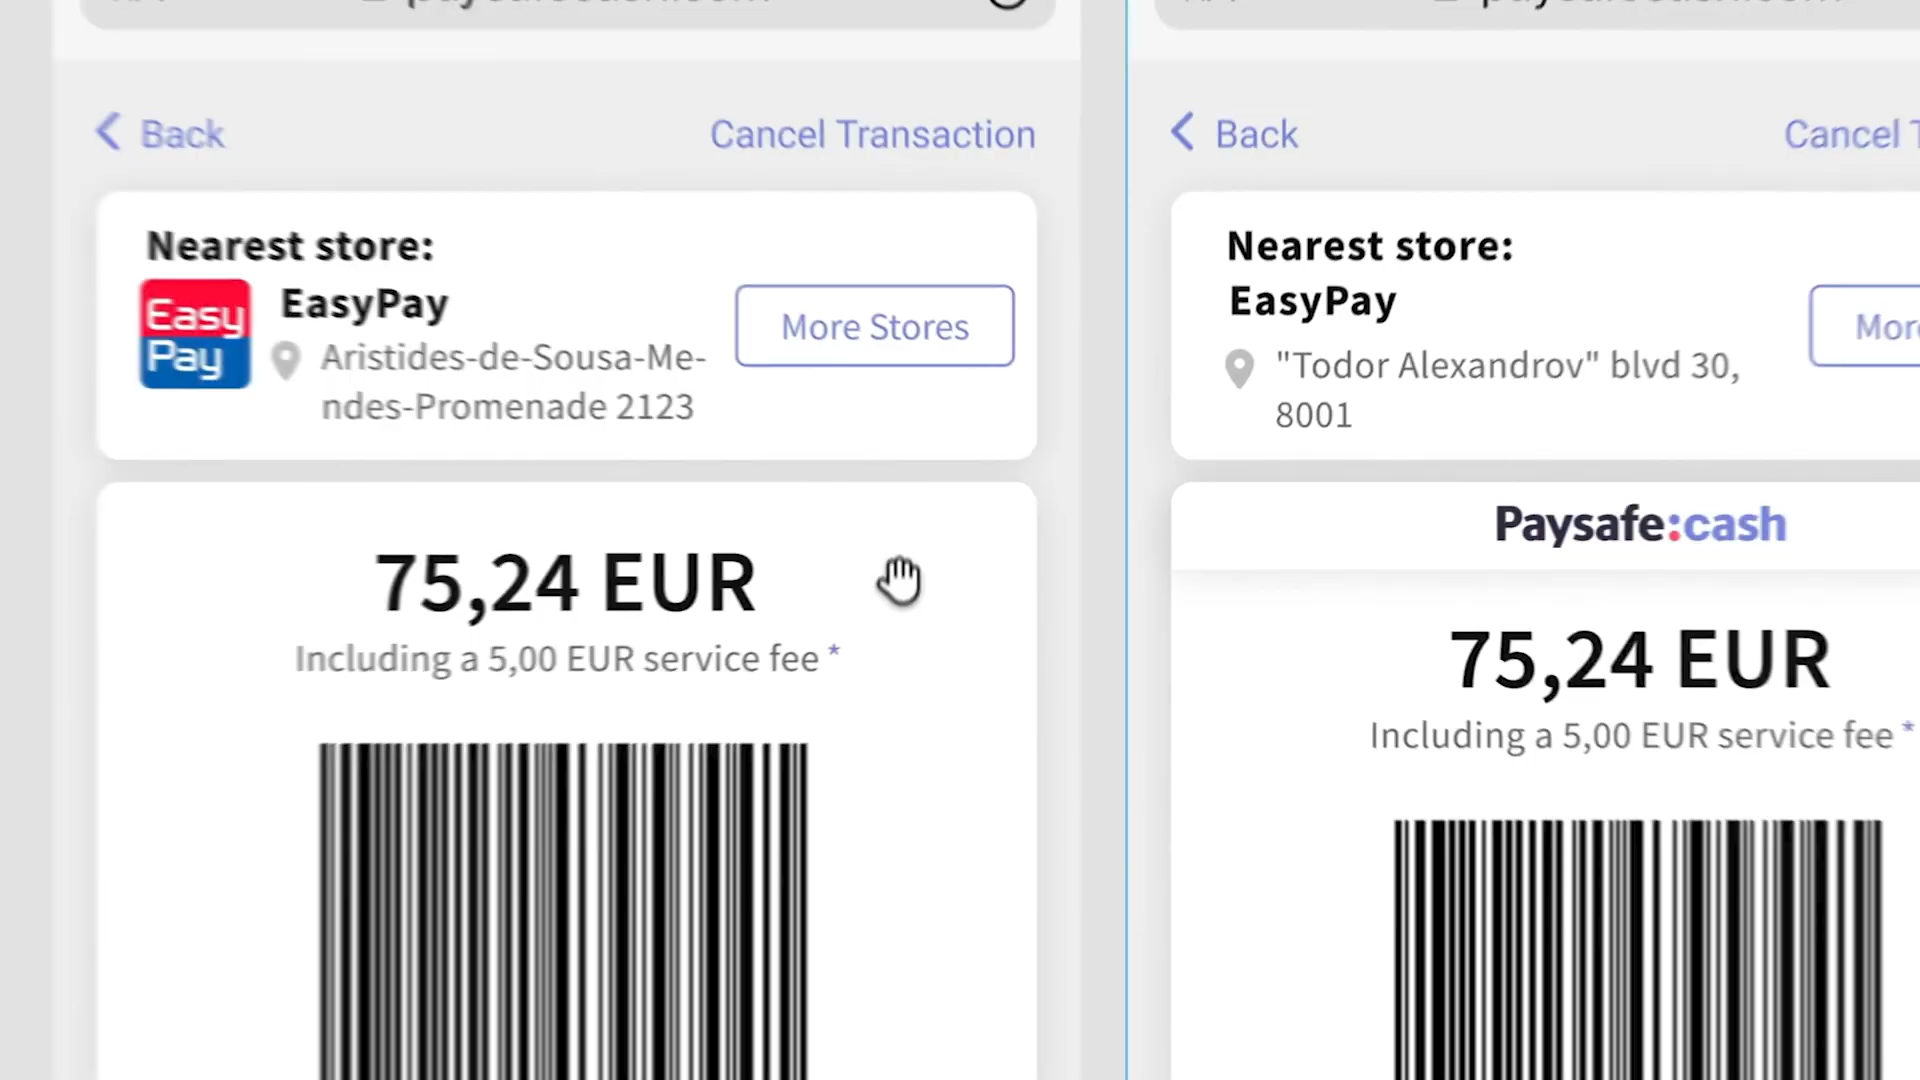 Back
Cancel Transaction
Nearest store:
Easy
Pay
EasyPay
Aristides-de-Sousa-Me-
ndes-Promenade 2123
More Stores
75,24 EUR
Including a 5,00 EUR service fee *
Back
Cancel
Nearest store:
EasyPay
"Todor Alexandrov" blvd 30,
8001
Paysafe:cash
75,24 EUR
Including a 5,00 EUR service fee *